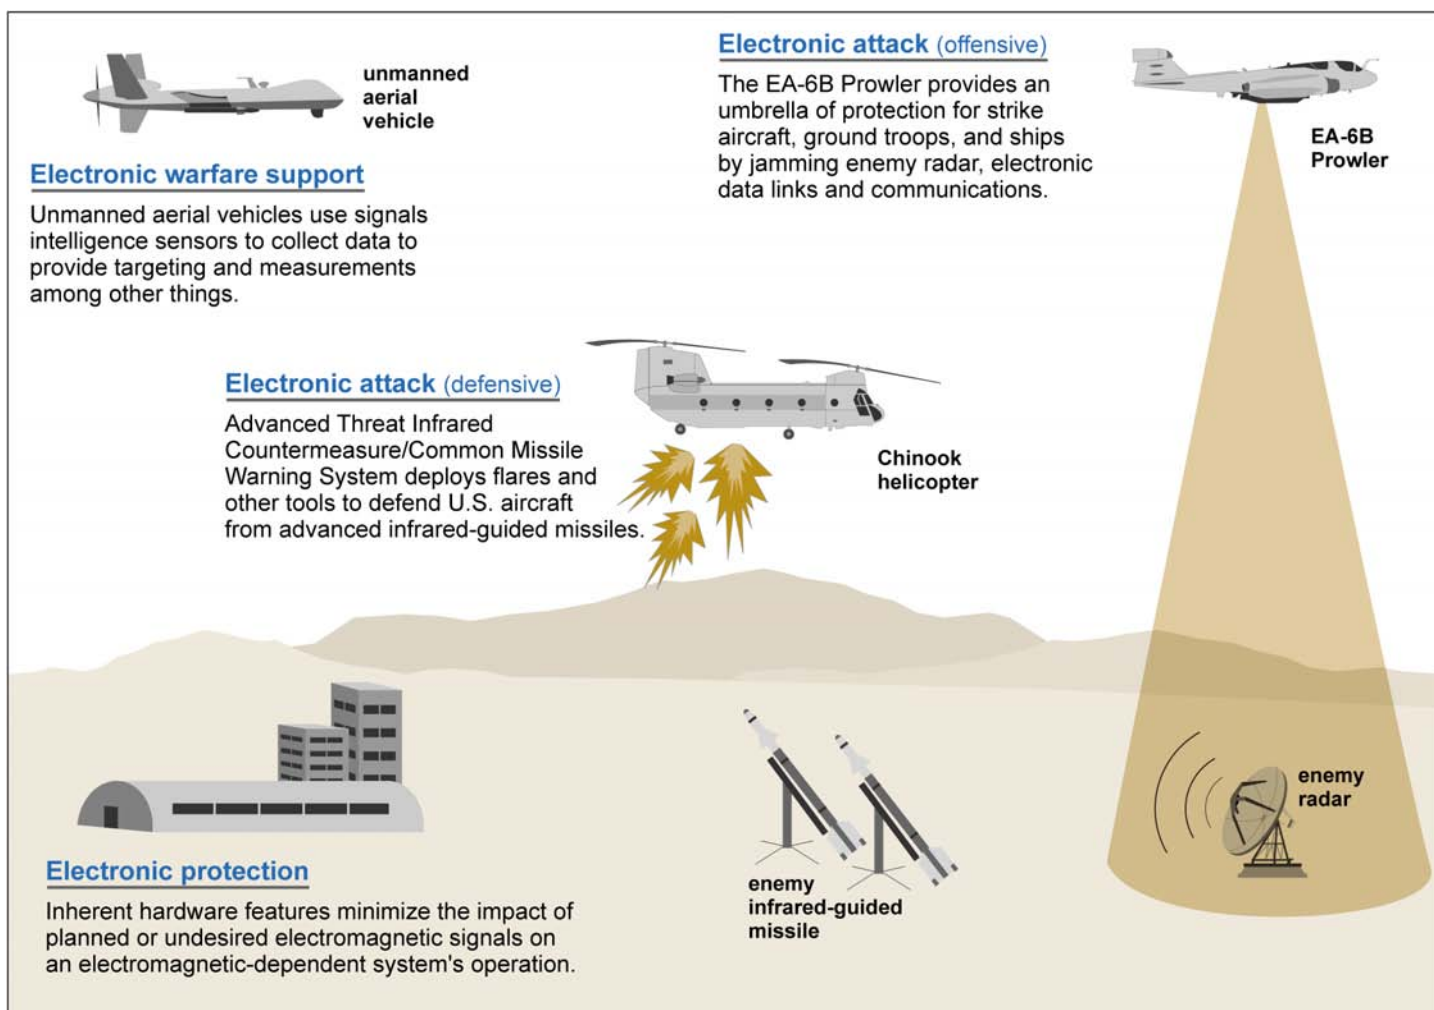 unmanned
aerial
vehicle
Electronic warfare support
Unmanned aerial vehicles use signals
intelligence sensors to collect data to
provide targeting and measurements
among other things.
Electronic attack (offensive)
The EA-6B Prowler provides an
umbrella of protection for strike
aircraft, ground troops, and ships
by jamming enemy radar, electronic
data links and communications.
EA-6B
Prowler
Electronic attack (defensive)
Advanced Threat Infrared
Countermeasure/Common Missile
Warning System deploys flares and
other tools to defend U.S. aircraft
from advanced infrared-guided missiles.
Chinook
helicopter
Electronic protection
Inherent hardware features minimize the impact of
planned or undesired electromagnetic signals on
an electromagnetic-dependent system's operation.
enemy
infrared-guided
missile
enemy
radar